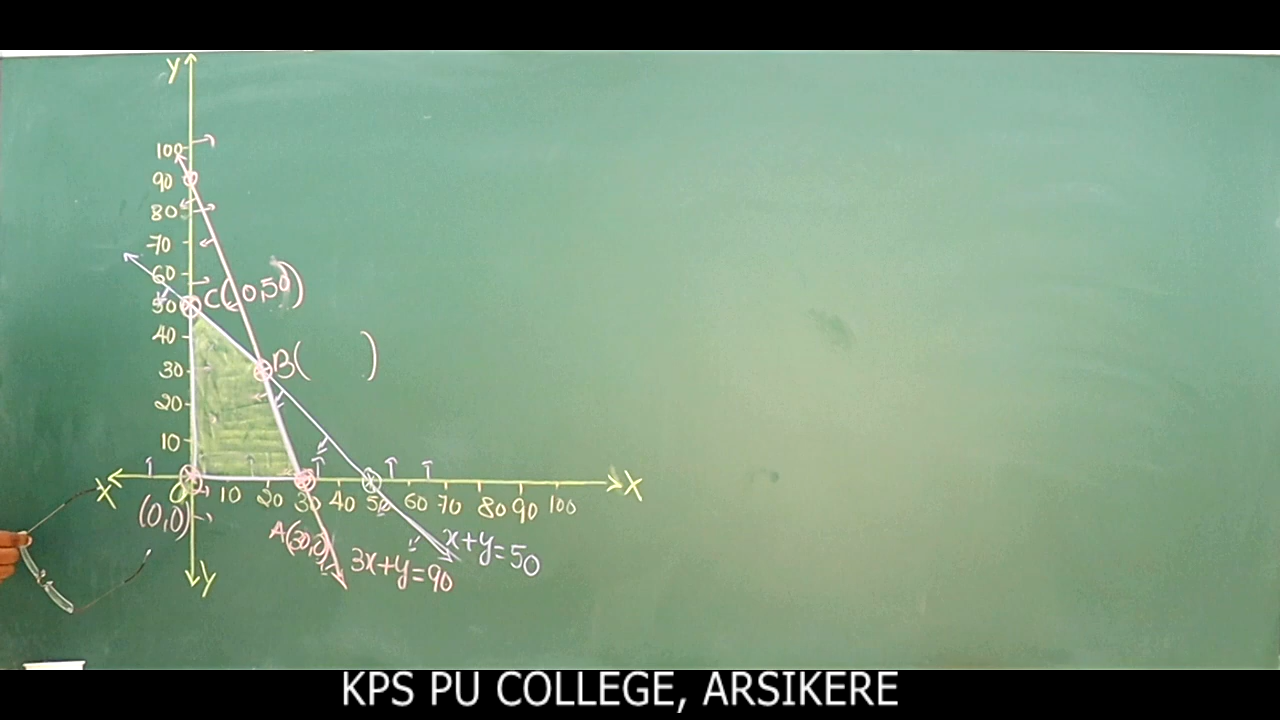 Y
100
90
80
70
60
C(0,50)
50
40
B( )
30
20
10
X O 10 20 30 40 50 60 70 80 90 100 X
(0,0)
A(30,0)
x+y=50
3x+y=90
Y
KPS PU COLLEGE, ARSIKERE